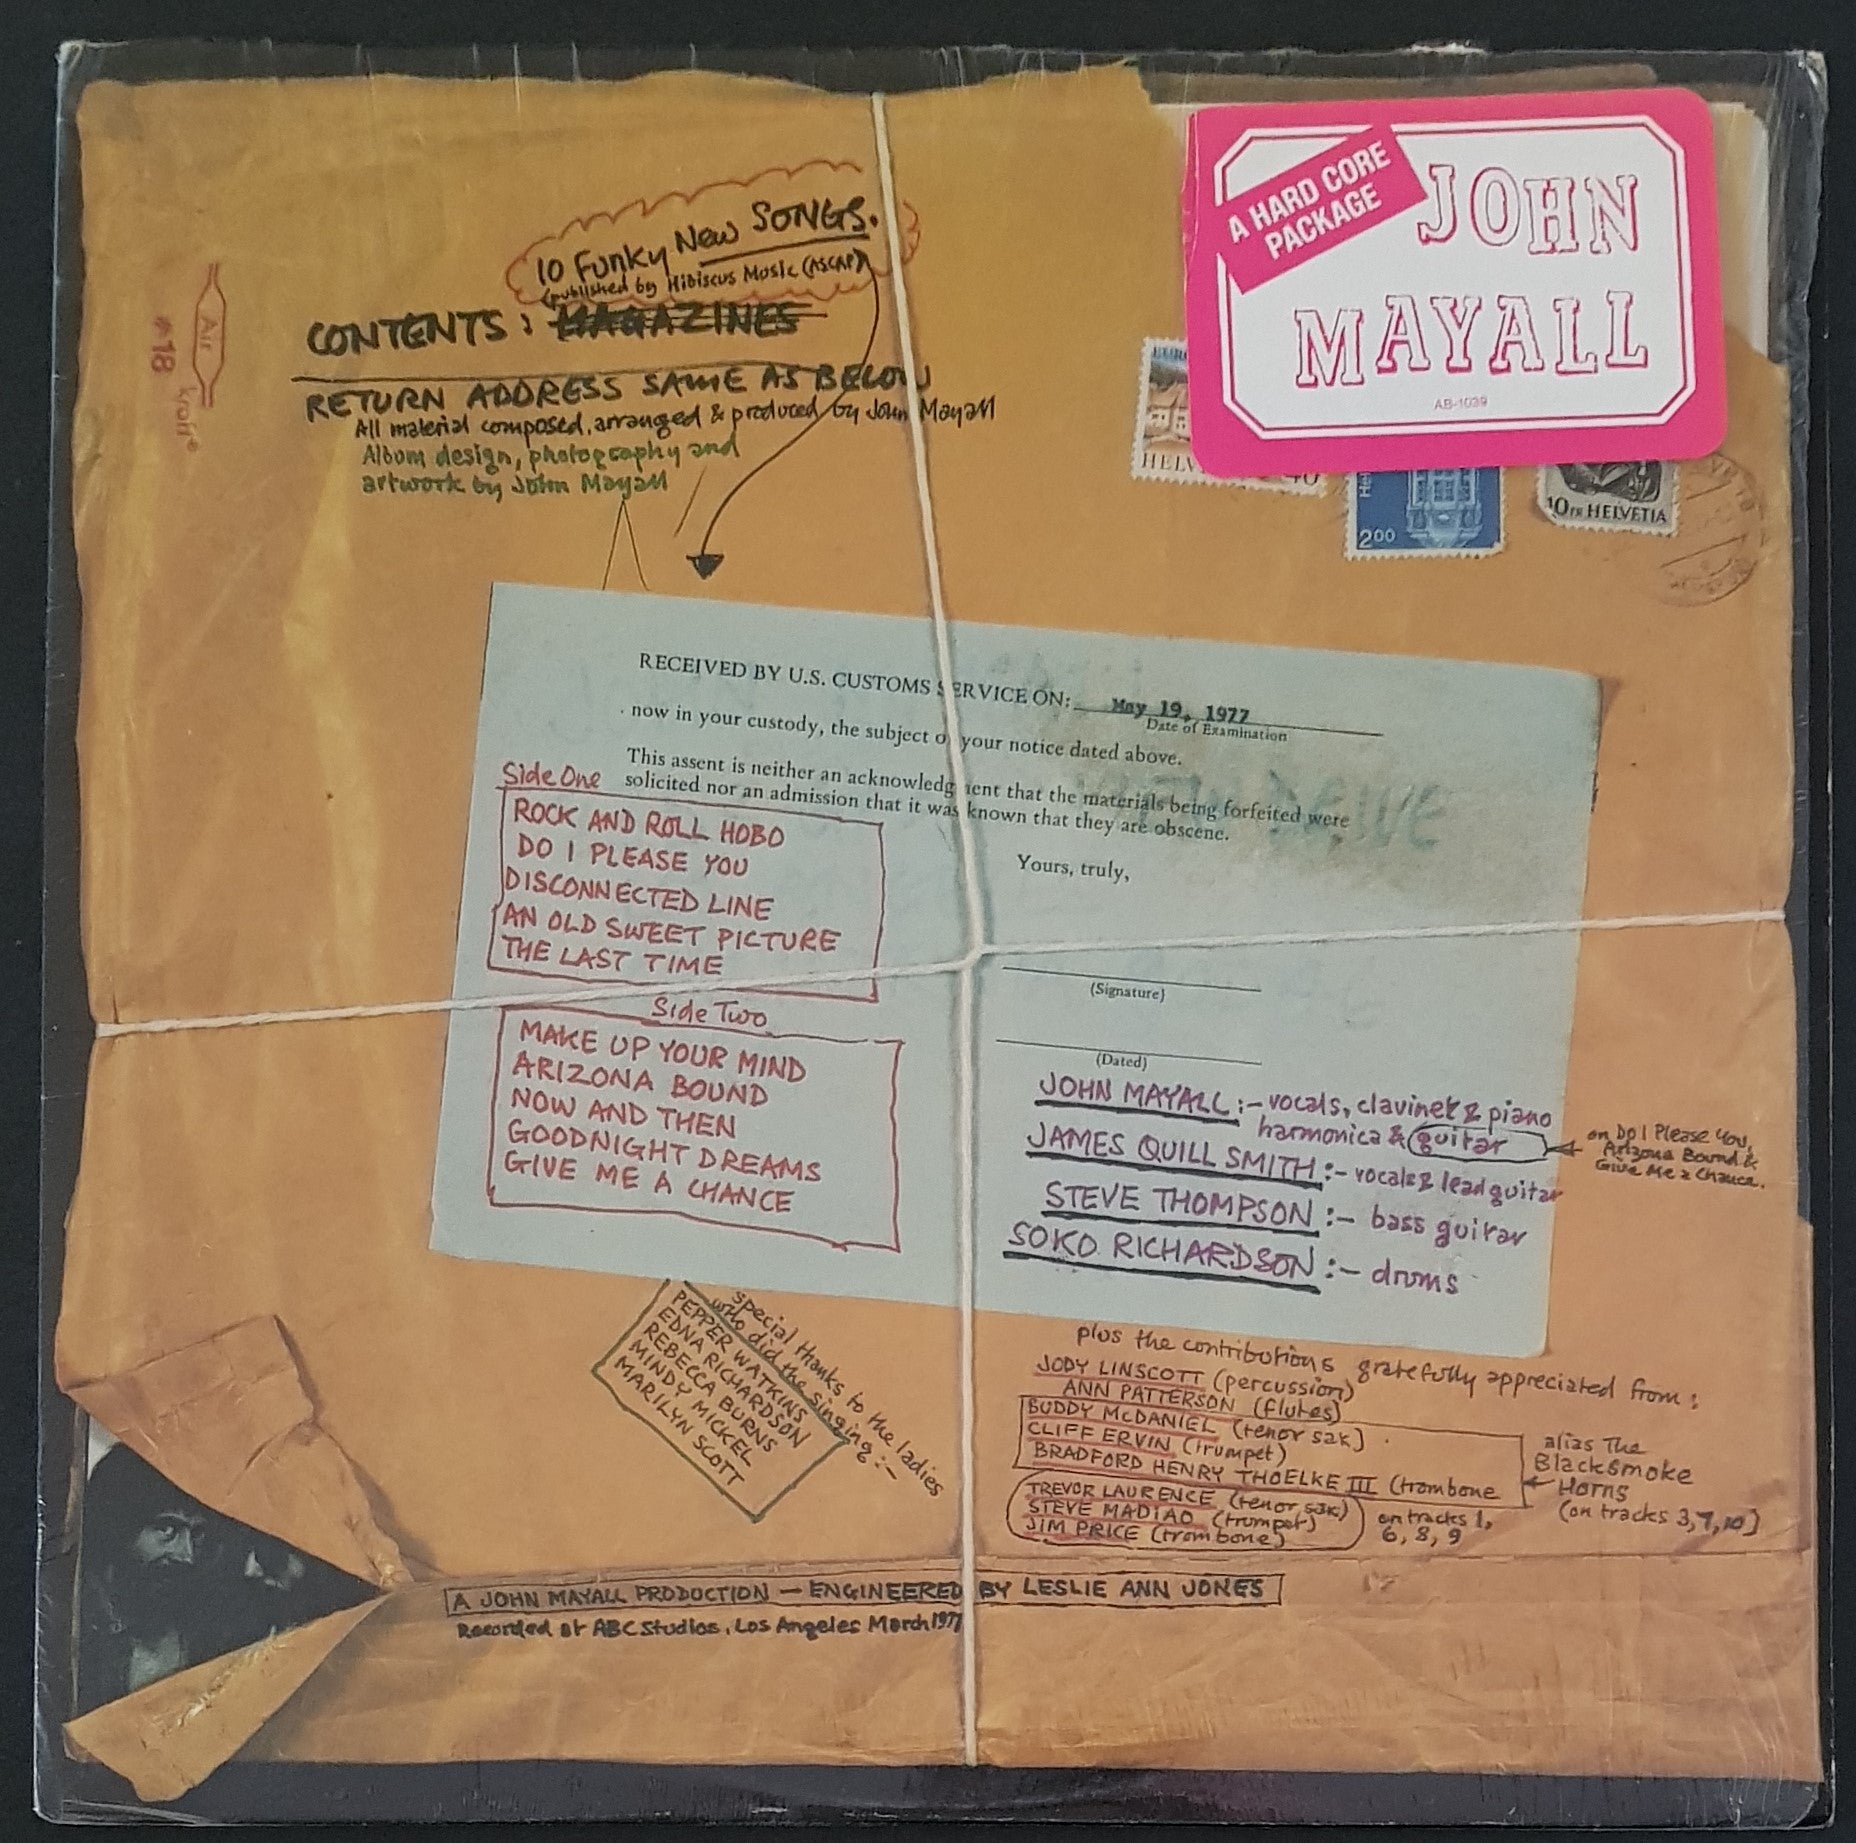 A HARD CORE
PACKAGE
JOHN
MAYALL
AB-1039
10 Funky New SONGS.
(published by Hibiscus Music (ASCAP)
CONTENTS: MAGAZINES
RETURN ADDRESS SAME AS BELOW
All material composed, arranged & produced by John Mayall
Album design, photography and
artwork by John Mayall
Air
18
HELV
40
2.00
10 HELVETIA
RECEIVED BY U.S. CUSTOMS SERVICE ON: May 19, 1977
Date of Examination
now in your custody, the subject of your notice dated above.
This assent is neither an acknowledgment that the materials being forfeited were
solicited nor an admission that it was known that they are obscene.
Yours, truly,
(Signature)
(Dated)
Side One
ROCK AND ROLL HOBO
DO I PLEASE YOU
DISCONNECTED LINE
AN OLD SWEET PICTURE
THE LAST TIME
Side Two
MAKE UP YOUR MIND
ARIZONA BOUND
NOW AND THEN
GOODNIGHT DREAMS
GIVE ME A CHANCE
JOHN MAYALL :- vocals, clavinet & piano
harmonica & guitar
on Do I Please You,
Arizona Bound &
Give Me a Chance.
JAMES QUILL SMITH :- vocals & lead guitar
STEVE THOMPSON :- bass guitar
SOKO RICHARDSON :- drums
special thanks to the ladies
who did the singing :-
PEPPER WATKINS
EDNA RICHARDSON
REBECCA BURNS
MINDY MICKEL
MARILYN SCOTT
plus the contributions gratefully appreciated from:
JODY LINSCOTT (percussion)
ANN PATTERSON (flutes)
BUDDY McDANIEL (tenor sax)
CLIFF ERVIN (trumpet)
BRADFORD HENRY THOELKE III (trombone
alias The
Blacksmoke
Horns
(on tracks 3,7,10)
TREVOR LAURENCE (tenor sax)
STEVE MADIAO (trumpet)
JIM PRICE (trombone)
on tracks 1,
6, 8, 9
A JOHN MAYALL PRODUCTION — ENGINEERED BY LESLIE ANN JONES
Recorded at ABC Studios, Los Angeles March 1977